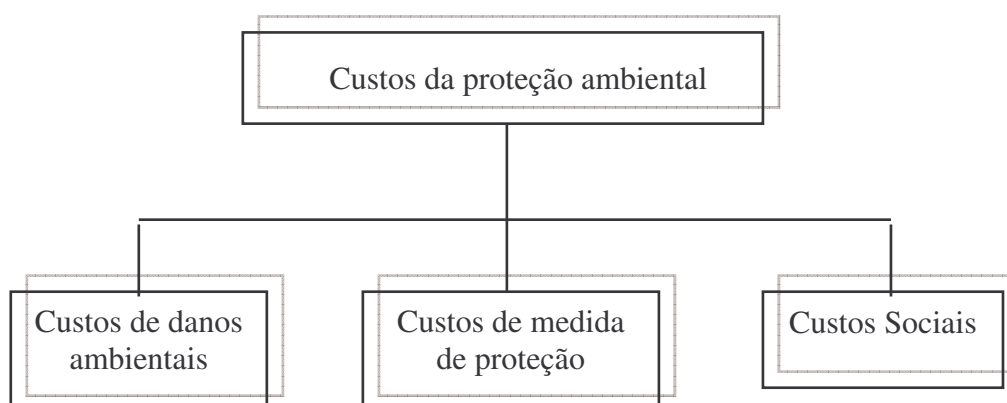 Custos da proteção ambiental
Custos de danos
ambientais
Custos de medida
de proteção
Custos Sociais